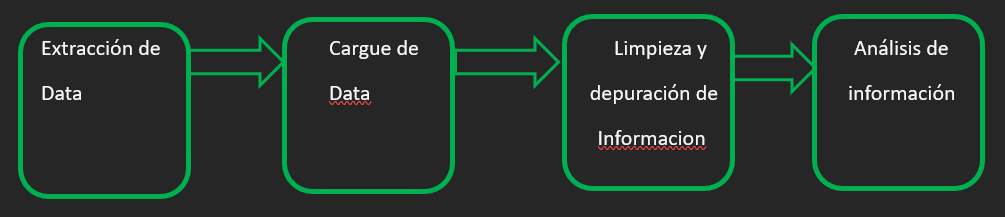 Extracción de
Data
Cargue de
Data
Limpieza y
depuración de
Informacion
Análisis de
información